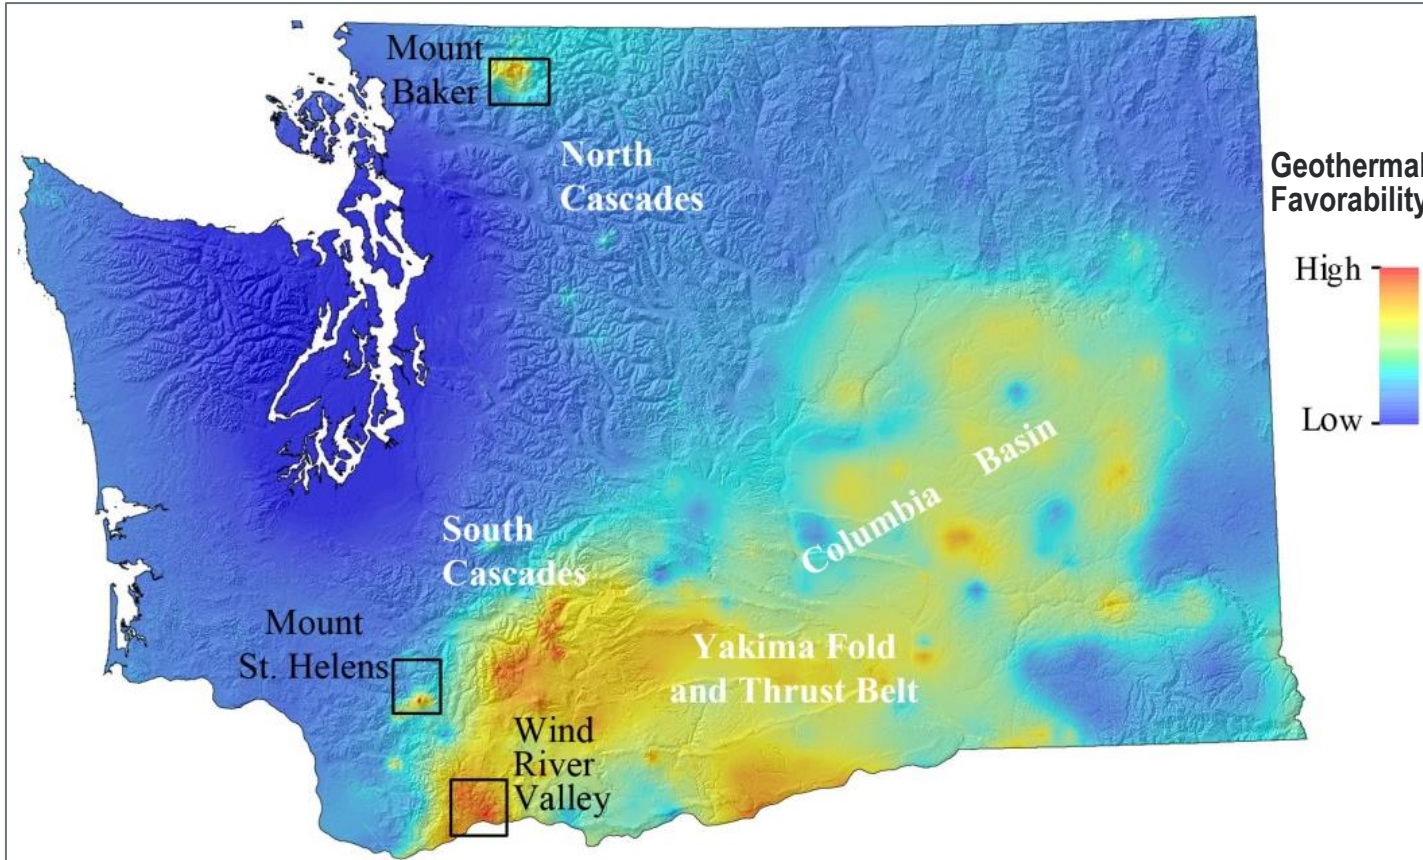 Mount
Baker
North
Cascades
Geothermal
Favorability
High
Low
Columbia Basin
South
Cascades
Mount
St. Helens
Yakima Fold
and Thrust Belt
Wind
River
Valley